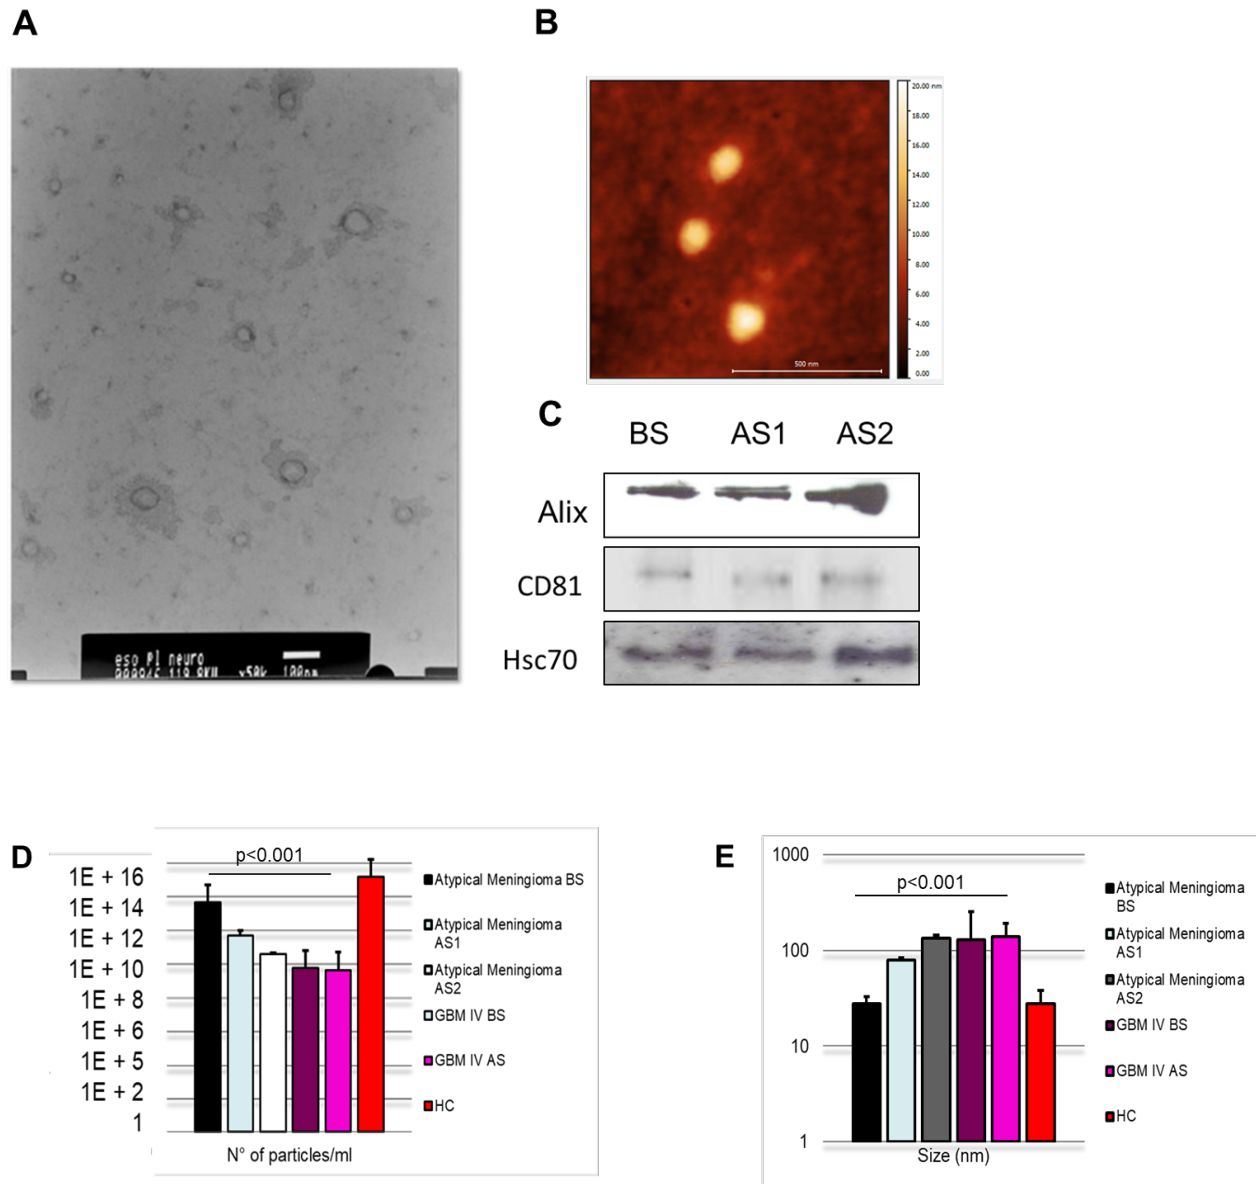 A
B
20.00 nm
18.00
16.00
14.00
12.00
10.00
8.00
6.00
4.00
2.00
0.00
500 nm
eso pl neuro
x50k 100nm
C
BS AS1 AS2
Alix
CD81
Hsc70
D
p<0.001
1E + 16
1E + 14
1E + 12
1E + 10
1E + 8
1E + 6
1E + 5
1E + 2
1
N° of particles/ml
Atypical Meningioma BS
Atypical Meningioma
AS1
Atypical Meningioma
AS2
GBM IV BS
GBM IV AS
HC
E
p<0.001
1000
100
10
1
Size (nm)
Atypical Meningioma
BS
Atypical Meningioma
AS1
Atypical Meningioma
AS2
GBM IV BS
GBM IV AS
HC